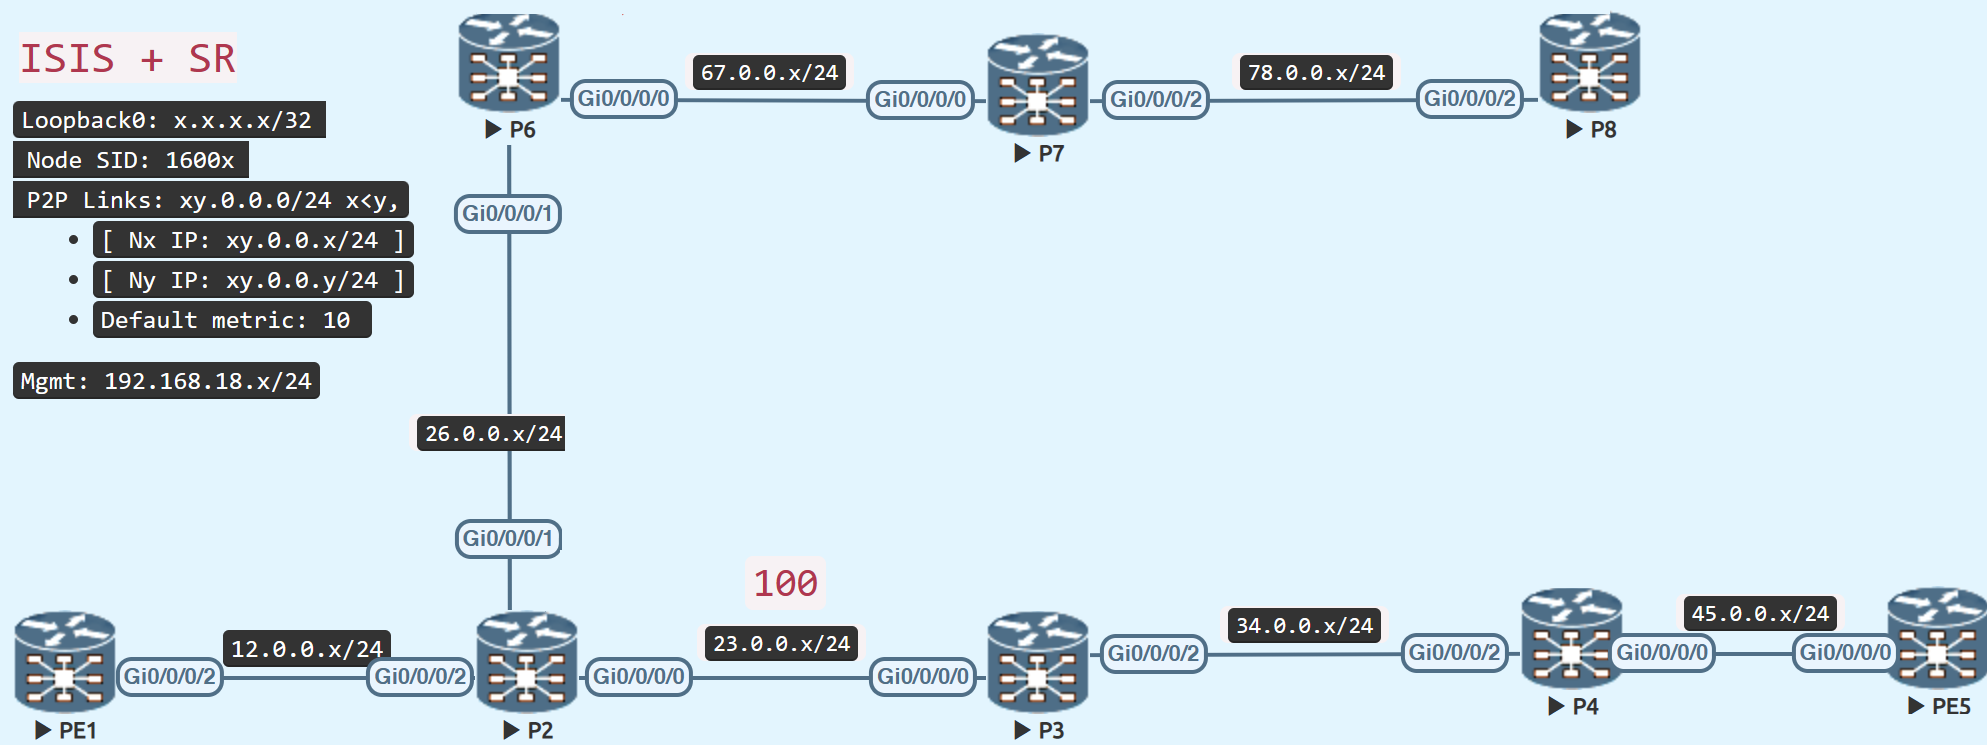 ISIS + SR
Loopback0: x.x.x.x/32
Node SID: 1600x
P2P Links: xy.0.0.0/24 x<y,
[ Nx IP: xy.0.0.x/24 ]
[ Ny IP: xy.0.0.y/24 ]
Default metric: 10
Mgmt: 192.168.18.x/24
Gi0/0/0/0
67.0.0.x/24
Gi0/0/0/0
Gi0/0/0/2
78.0.0.x/24
Gi0/0/0/2
P6
P7
P8
Gi0/0/0/1
26.0.0.x/24
Gi0/0/0/1
100
Gi0/0/0/2
12.0.0.x/24
Gi0/0/0/2
Gi0/0/0/0
23.0.0.x/24
Gi0/0/0/0
Gi0/0/0/2
34.0.0.x/24
Gi0/0/0/2
Gi0/0/0/0
45.0.0.x/24
Gi0/0/0/0
PE1
P2
P3
P4
PE5